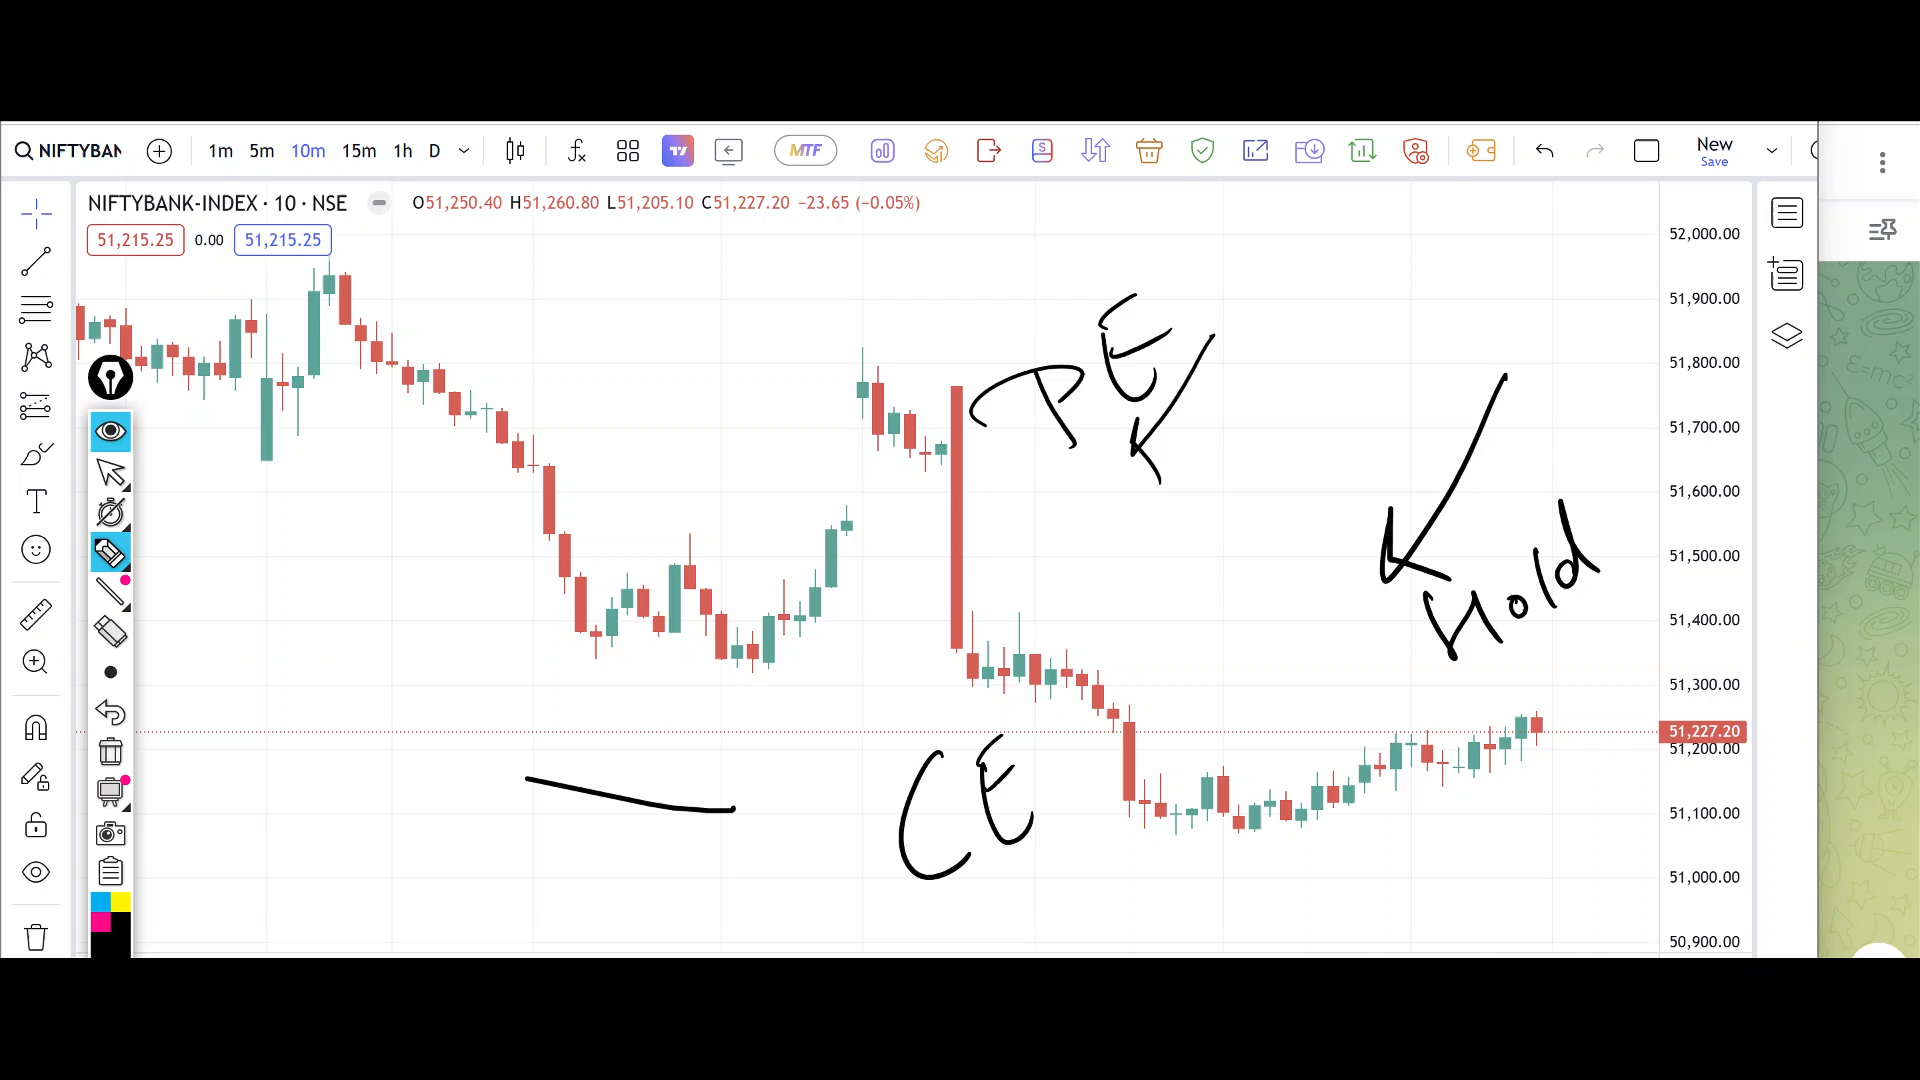 NIFTYBAN 1m 5m 10m 15m 1h D MTF S New
Save
NIFTYBANK-INDEX · 10 · NSE O51,250.40 H51,260.80 L51,205.10 C51,227.20 −23.65 (−0.05%)
51,215.25 0.00 51,215.25
52,000.00
51,900.00
51,800.00
51,700.00
51,600.00
51,500.00
51,400.00
51,300.00
51,227.20
51,200.00
51,100.00
51,000.00
50,900.00
PE
Hold
CE